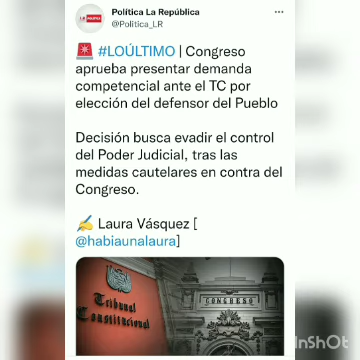 Política La República
@Politica_LR
#LOÚLTIMO | Congreso
aprueba presentar demanda
competencial ante el TC por
elección del defensor del Pueblo
Decisión busca evadir el control
del Poder Judicial, tras las
medidas cautelares en contra del
Congreso.
Laura Vásquez [
@habiaunalaura]
Tribunal
Constitucional
CONGRESO
InShOt